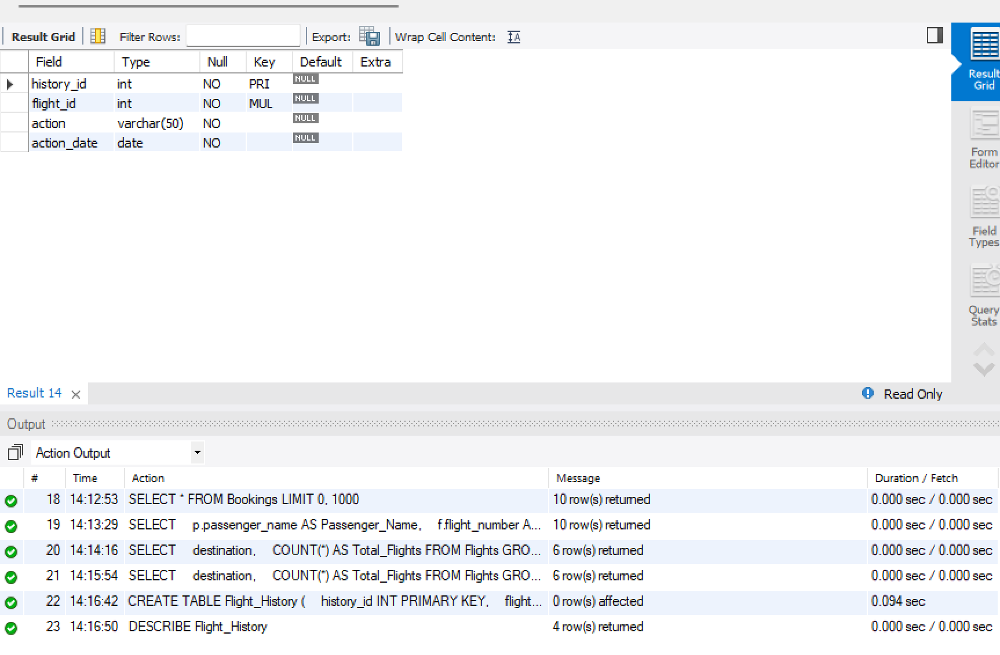 Result Grid Filter Rows: Export: Wrap Cell Content: IA
Field Type Null Key Default Extra
history_id int NO PRI NULL
flight_id int NO MUL NULL
action varchar(50) NO NULL
action_date date NO NULL
Result Grid
Form Editor
Field Types
Query Stats
Result 14 Read Only
Output
Action Output
# Time Action Message Duration / Fetch
18 14:12:53 SELECT * FROM Bookings LIMIT 0, 1000 10 row(s) returned 0.000 sec / 0.000 sec
19 14:13:29 SELECT p.passenger_name AS Passenger_Name, f.flight_number A... 10 row(s) returned 0.000 sec / 0.000 sec
20 14:14:16 SELECT destination, COUNT(*) AS Total_Flights FROM Flights GRO... 6 row(s) returned 0.000 sec / 0.000 sec
21 14:15:54 SELECT destination, COUNT(*) AS Total_Flights FROM Flights GRO... 6 row(s) returned 0.000 sec / 0.000 sec
22 14:16:42 CREATE TABLE Flight_History ( history_id INT PRIMARY KEY, flight... 0 row(s) affected 0.094 sec
23 14:16:50 DESCRIBE Flight_History 4 row(s) returned 0.000 sec / 0.000 sec